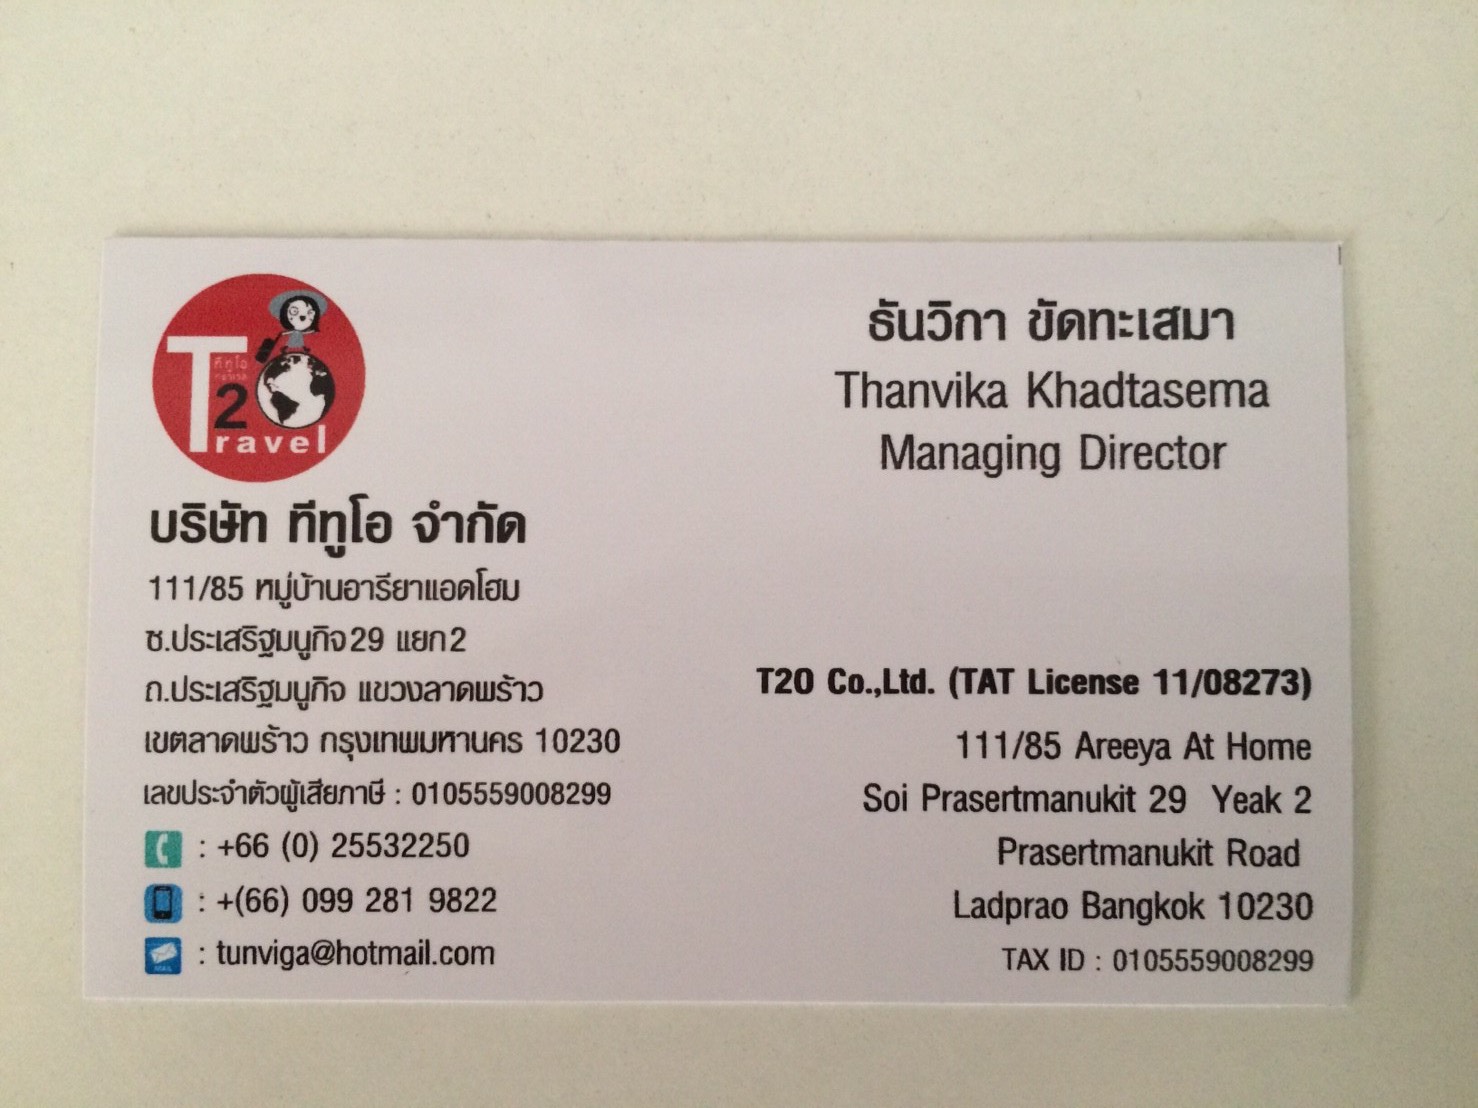 T2
ทีทูโอ
ravel
บริษัท ทีทูโอ จำกัด
111/85 หมู่บ้านอารียาแอดโฮม
ซ.ประเสริฐมนูกิจ29 แยก2
ถ.ประเสริฐมนูกิจ แขวงลาดพร้าว
เขตลาดพร้าว กรุงเทพมหานคร 10230
เลขประจำตัวผู้เสียภาษี : 0105559008299
: +66 (0) 25532250
: +(66) 099 281 9822
: tunviga@hotmail.com
ธันวิกา ขัดทะเสมา
Thanvika Khadtasema
Managing Director
T2O Co.,Ltd. (TAT License 11/08273)
111/85 Areeya At Home
Soi Prasertmanukit 29 Yeak 2
Prasertmanukit Road
Ladprao Bangkok 10230
TAX ID : 0105559008299